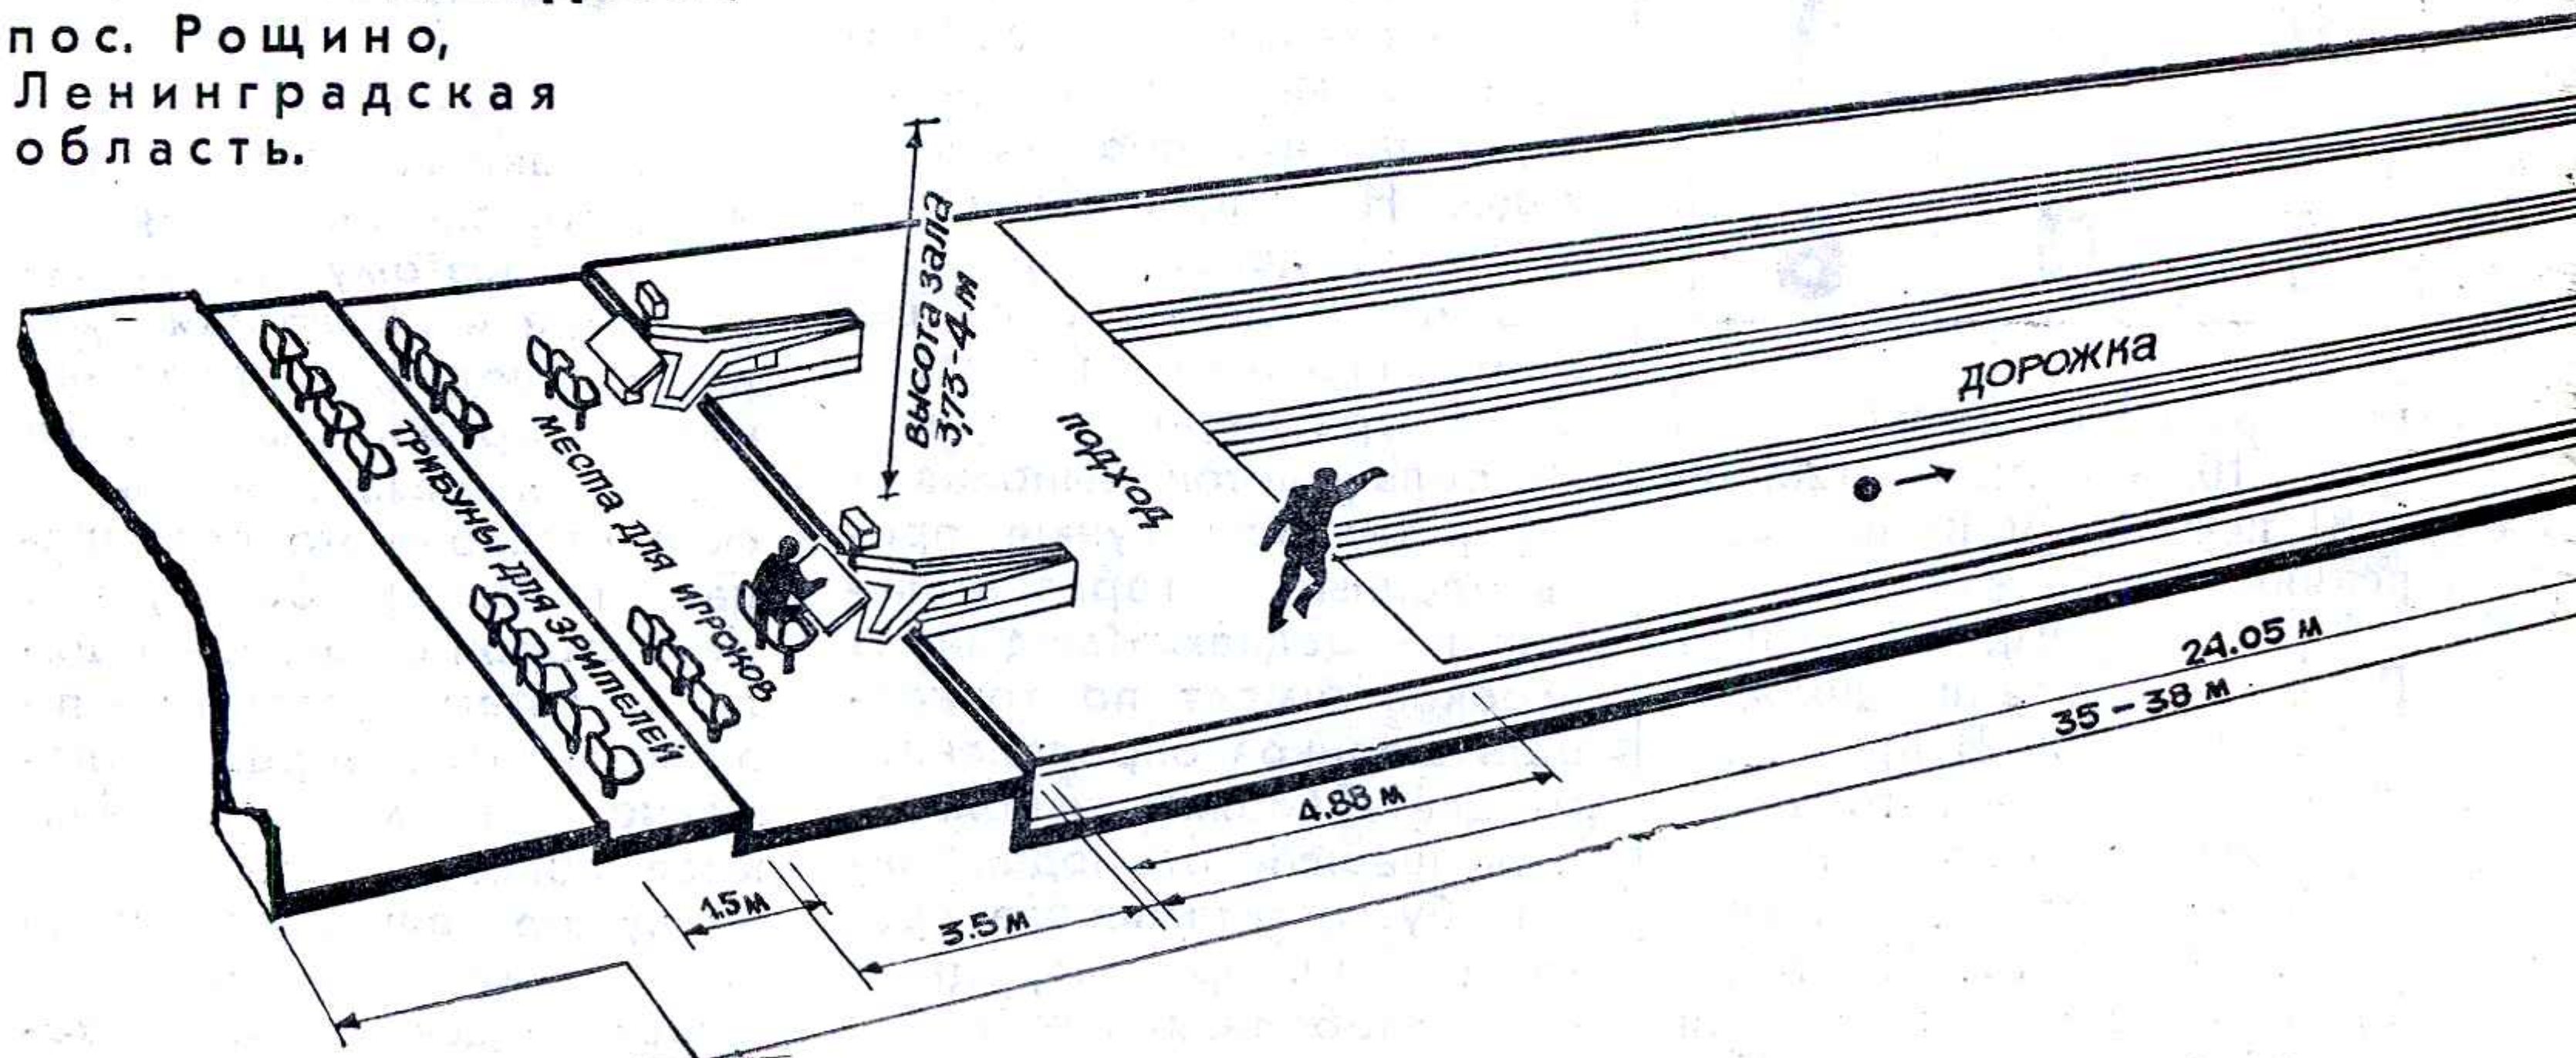 пос. Рощино,
Ленинградская
область.
ВЫСОТА ЗАЛА
3,73-4 м
ПОДХОД
ДОРОЖКА
МЕСТА ДЛЯ ИГРОКОВ
ТРИБУНЫ ДЛЯ ЗРИТЕЛЕЙ
24.05 м
35-38 м
4.88 м
1.5 м
3.5 м